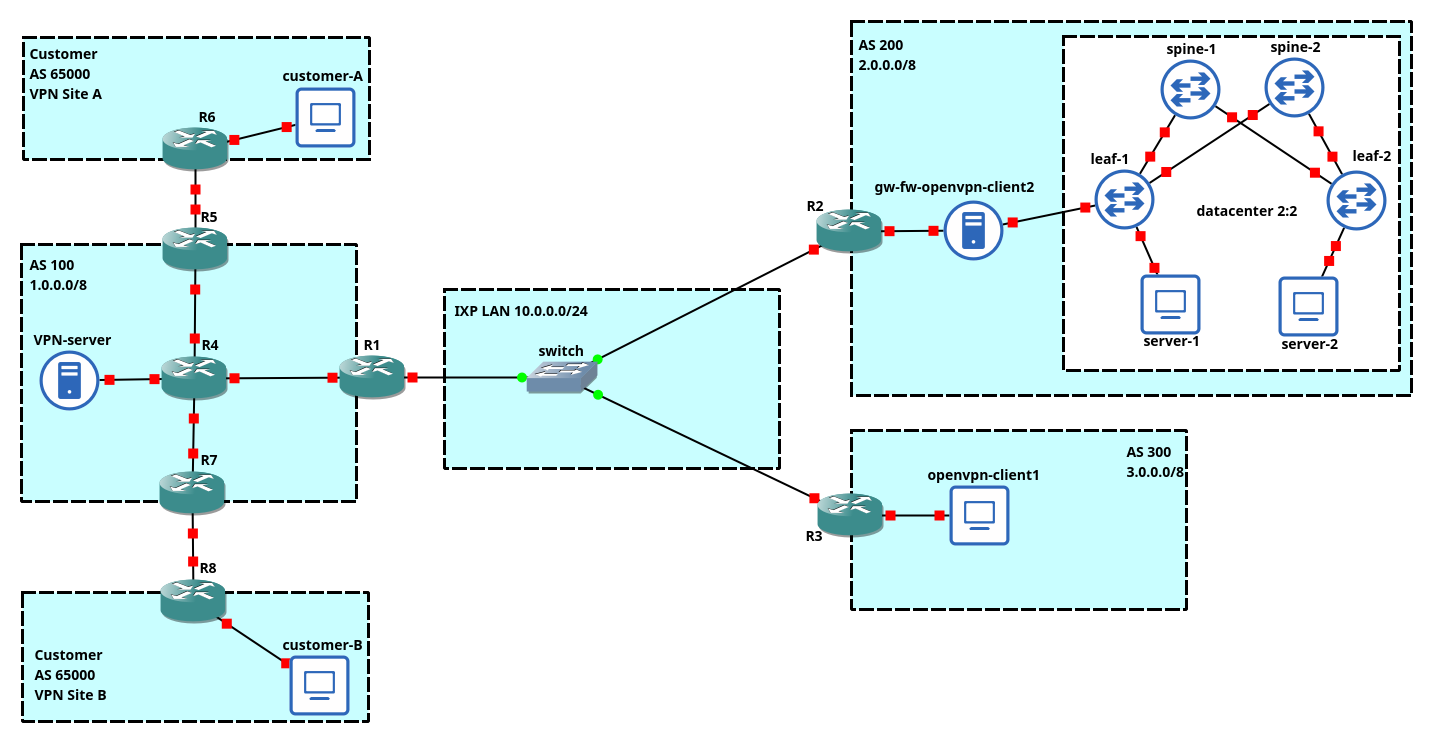 Customer
AS 65000
VPN Site A
customer-A
R6
R5
AS 100
1.0.0.0/8
VPN-server
R4
R1
R7
R8
customer-B
Customer
AS 65000
VPN Site B
IXP LAN 10.0.0.0/24
switch
AS 200
2.0.0.0/8
spine-1
spine-2
leaf-1
leaf-2
gw-fw-openvpn-client2
R2
datacenter 2:2
server-1
server-2
AS 300
3.0.0.0/8
openvpn-client1
R3